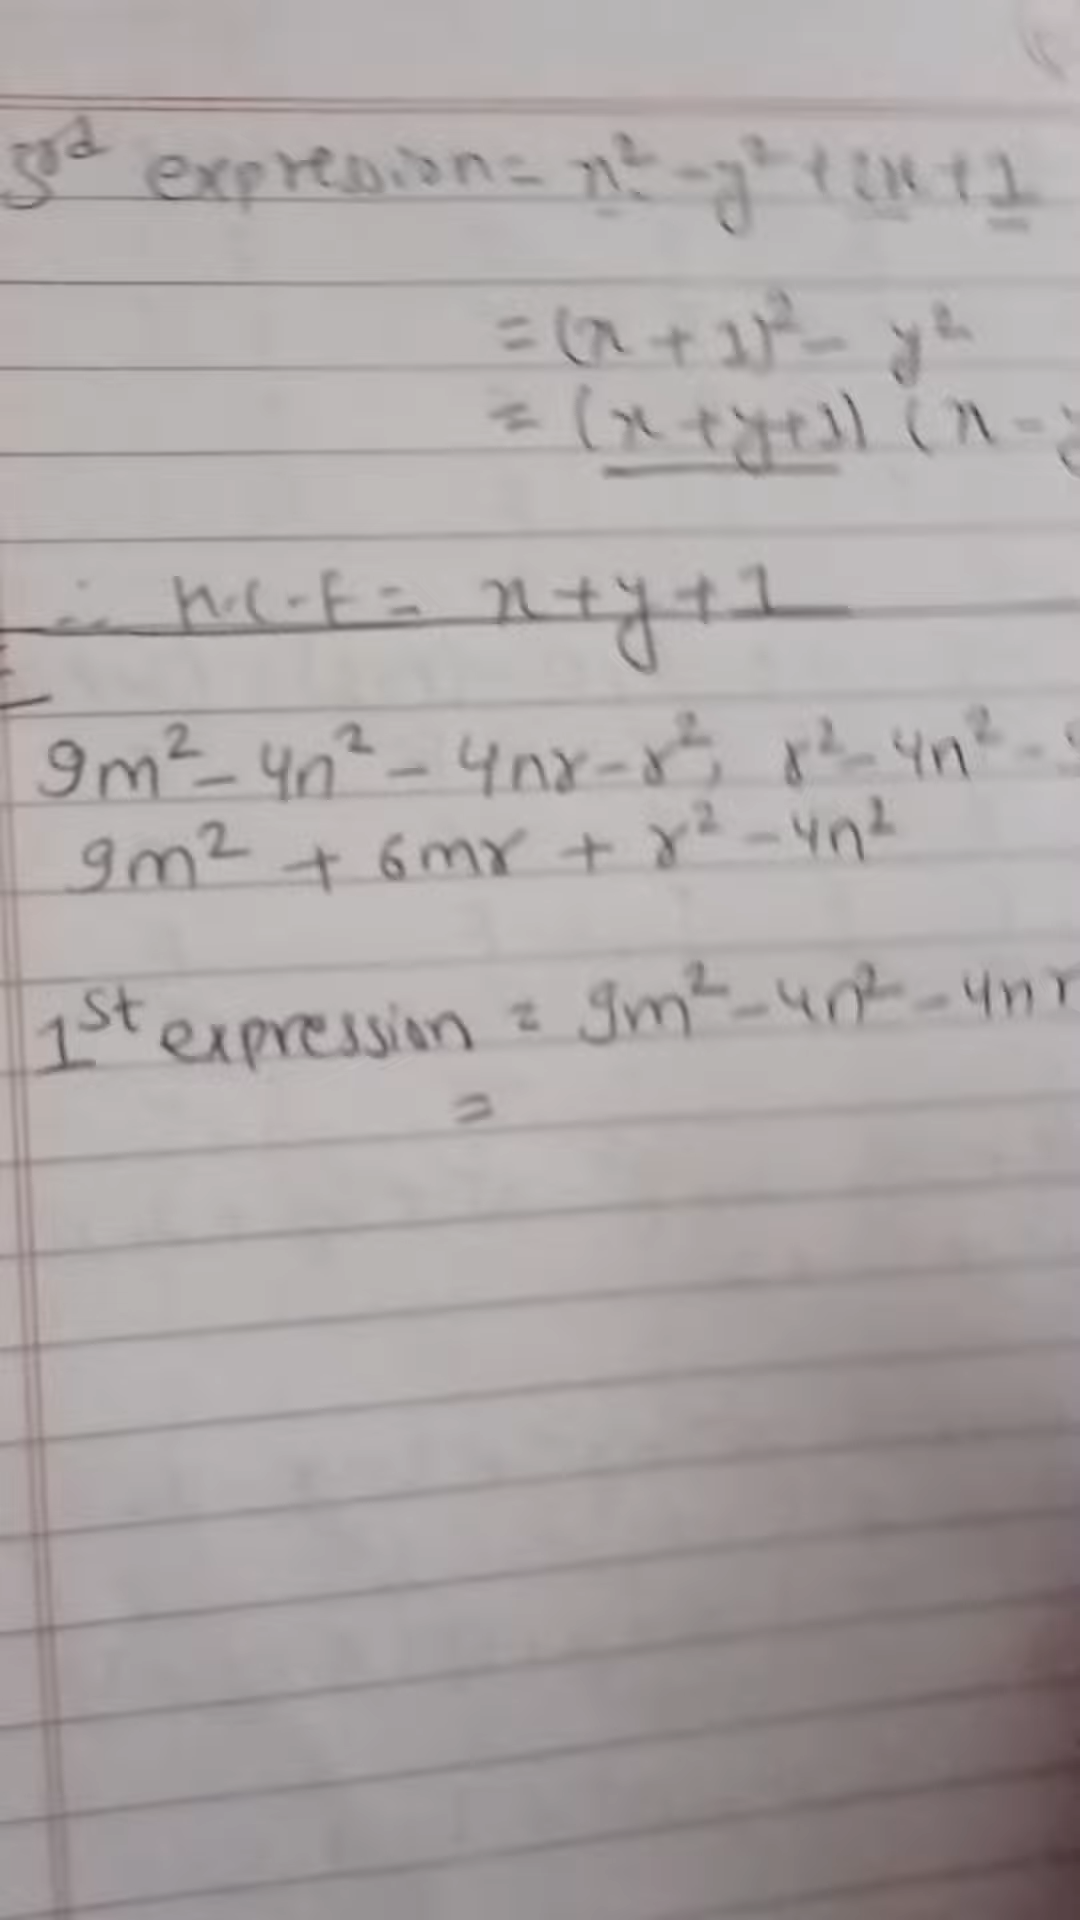 3rd expression = x² - y² + 2x + 1
= (x + 1)² - y²
= (x + y + 1) (x -
∴ H.C.F = x + y + 1
9m² - 4n² - 4nr - r², r² - 4n² -
9m² + 6mr + r² - 4n²
1st expression = 9m² - 4n² - 4nr
=